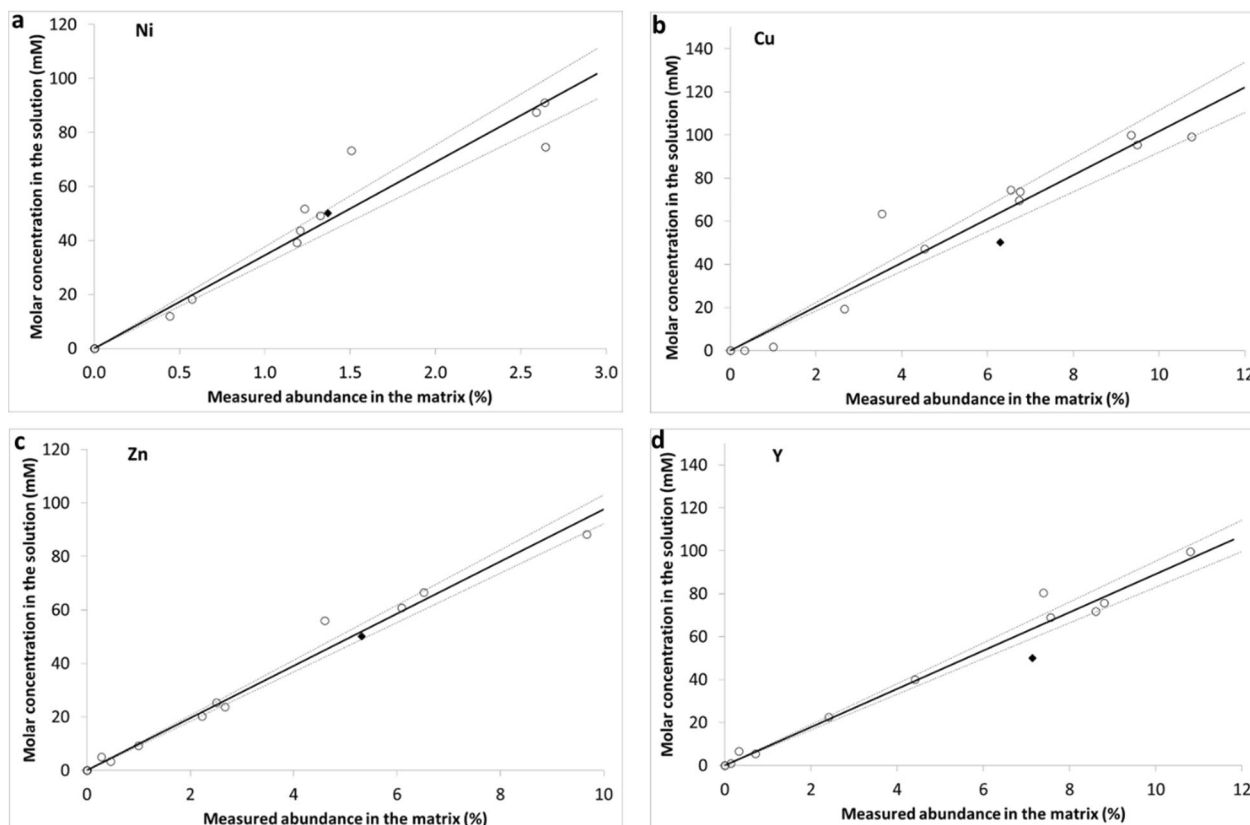 a
Ni
Molar concentration in the solution (mM)
120
100
80
60
40
20
0
0.0 0.5 1.0 1.5 2.0 2.5 3.0
Measured abundance in the matrix (%)
b
Cu
Molar concentration in the solution (mM)
140
120
100
80
60
40
20
0
0 2 4 6 8 10 12
Measured abundance in the matrix (%)
c
Zn
Molar concentration in the solution (mM)
120
100
80
60
40
20
0
0 2 4 6 8 10
Measured abundance in the matrix (%)
d
Y
Molar concentration in the solution (mM)
140
120
100
80
60
40
20
0
0 2 4 6 8 10 12
Measured abundance in the matrix (%)